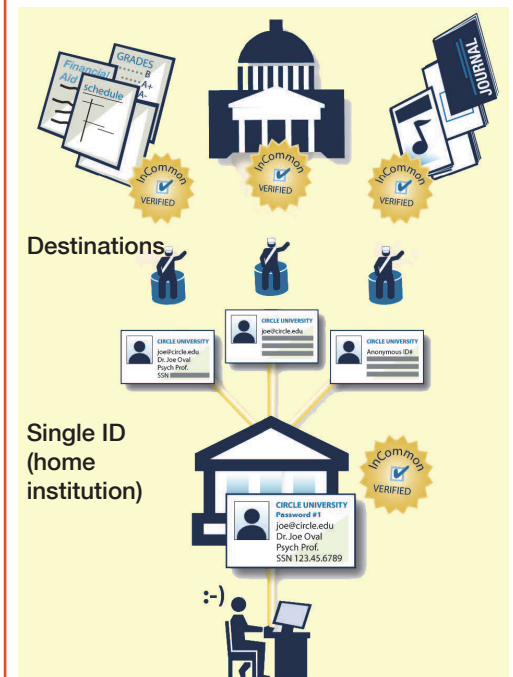 Financial
Aid
GRADES
B
A+
A-
schedule
JOURNAL
InCommon
VERIFIED
InCommon
VERIFIED
InCommon
VERIFIED
Destinations
CIRCLE UNIVERSITY
joe@circle.edu
Dr. Joe Oval
Psych Prof.
SSN
CIRCLE UNIVERSITY
joe@circle.edu
CIRCLE UNIVERSITY
Anonymous ID#
Single ID
(home
institution)
InCommon
VERIFIED
CIRCLE UNIVERSITY
Password #1
joe@circle.edu
Dr. Joe Oval
Psych Prof.
SSN 123.45.6789
:-)